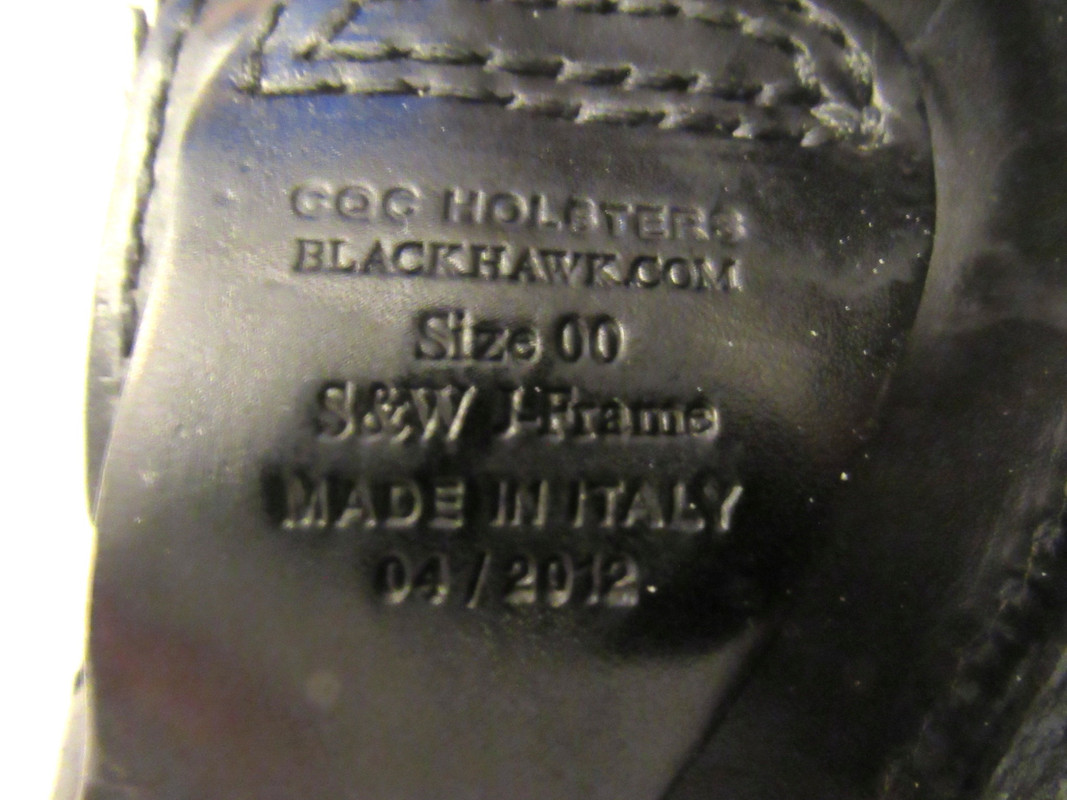 CQC HOLSTERS
BLACKHAWK.COM
Size 00
S&W J-Frame
MADE IN ITALY
04 / 2012